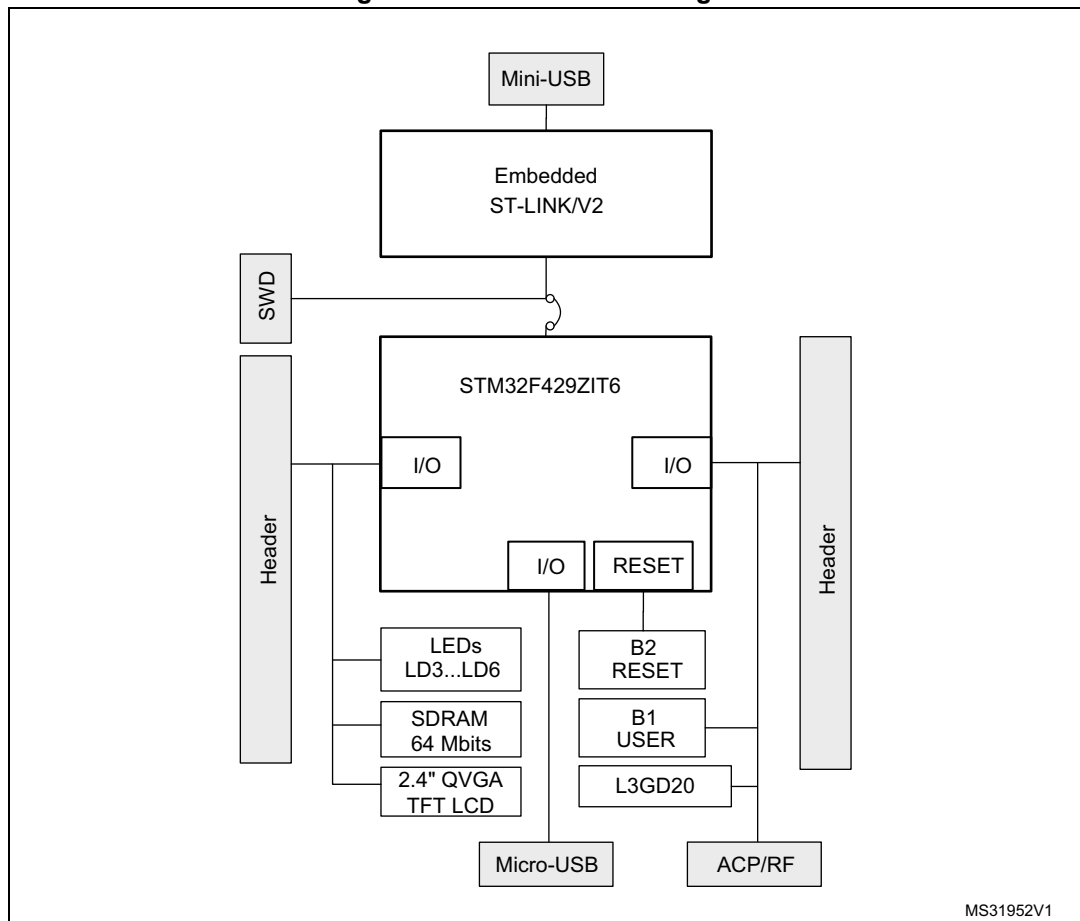 Mini-USB
Embedded
ST-LINK/V2
SWD
STM32F429ZIT6
I/O
I/O
Header
Header
I/O
RESET
LEDs
LD3...LD6
B2
RESET
SDRAM
64 Mbits
B1
USER
2.4" QVGA
TFT LCD
L3GD20
Micro-USB
ACP/RF
MS31952V1